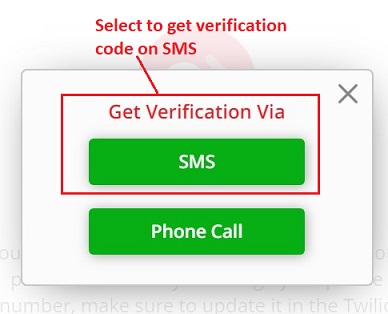 Select to get verification
code on SMS
Get Verification Via
SMS
Phone Call
number, make sure to update it in the Twilio